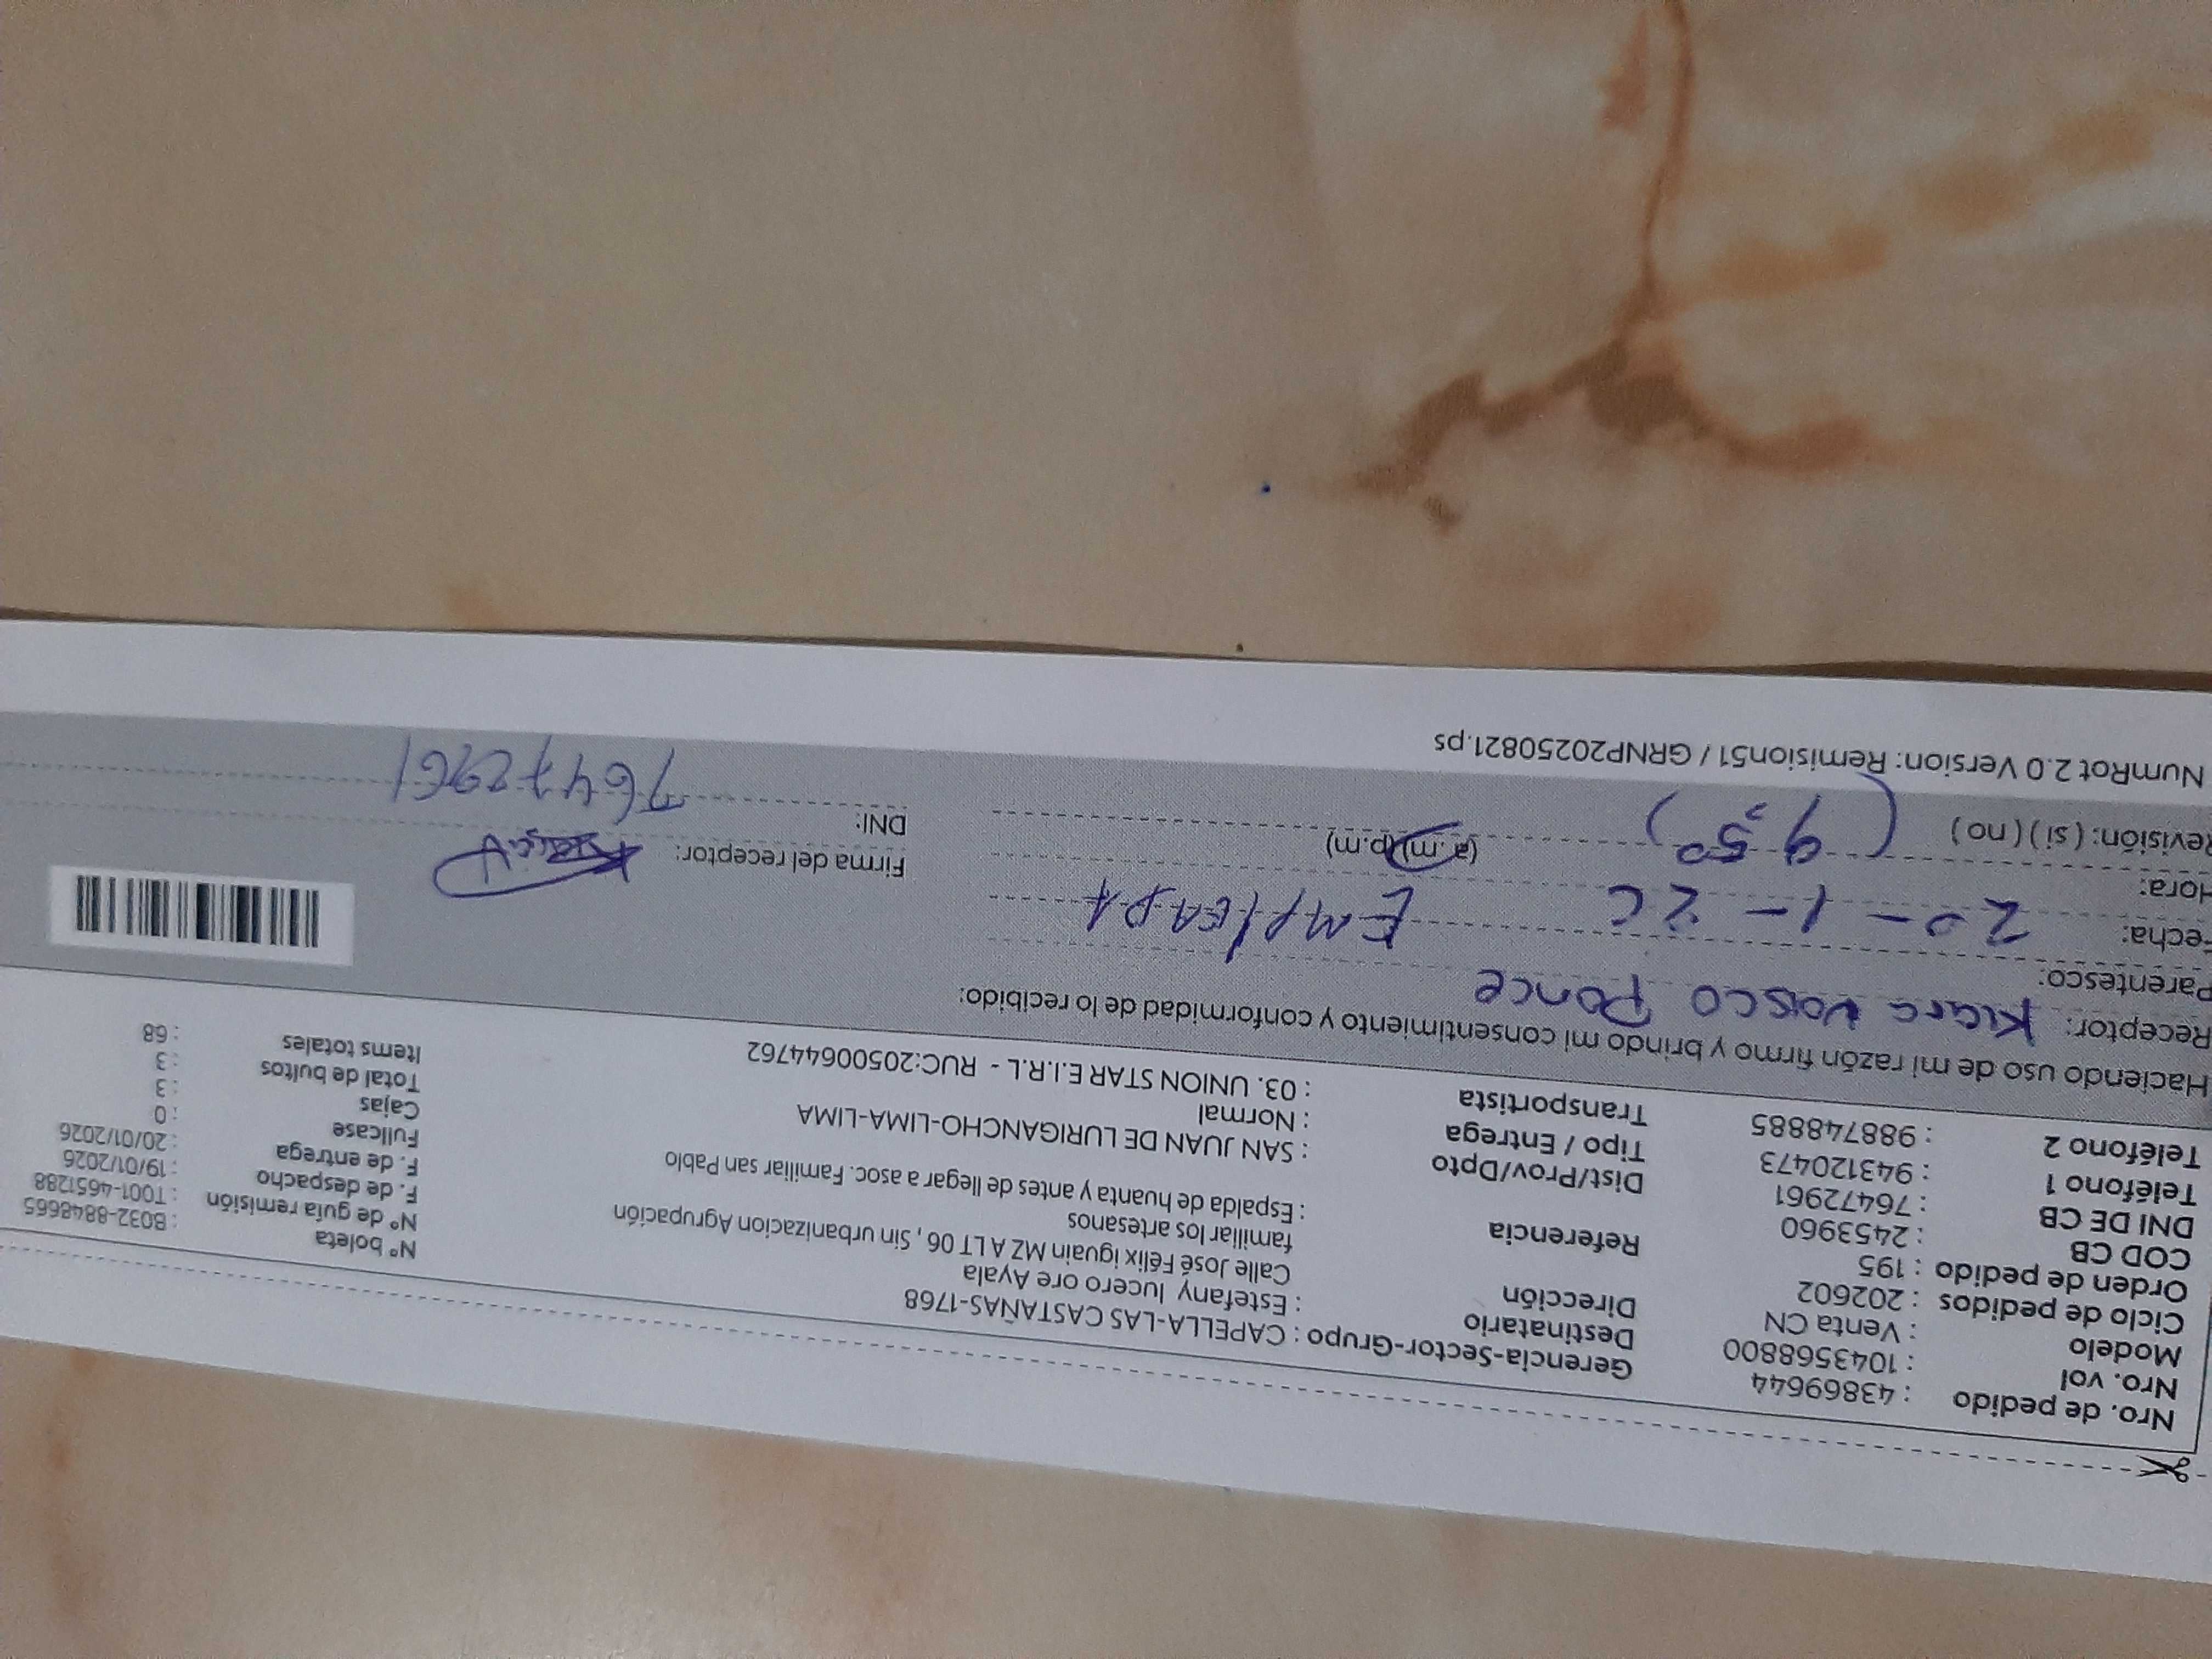 Nro. de pedido : 43869644
Nro. vol : 1043568800
Modelo : Venta CN
Ciclo de pedidos : 202602
Orden de pedido : 195
COD CB : 2453960
DNI DE CB : 76472961
Teléfono 1 : 943120473
Teléfono 2 : 988748885
Gerencia-Sector-Grupo : CAPELLA-LAS CASTAÑAS-1768
Destinatario : Estefany lucero ore Ayala
Dirección Calle José Félix iguain MZ A LT 06 , Sin urbanizacion Agrupación
familiar los artesanos
Referencia : Espalda de huanta y antes de llegar a asoc. Familiar san Pablo
Dist/Prov/Dpto : SAN JUAN DE LURIGANCHO-LIMA-LIMA
Tipo / Entrega : Normal
Transportista : 03. UNION STAR E.I.R.L - RUC:20500644762
N° boleta : B032-8848665
N° de guía remisión : T001-4651288
F. de despacho : 19/01/2026
F. de entrega : 20/01/2026
Fullcase : 0
Cajas : 3
Total de bultos : 3
Items totales : 68
Haciendo uso de mi razón firmo y brindo mi consentimiento y conformidad de lo recibido:
Receptor: Ponce
Parentesco: EMPLEADA
Fecha: 20-1-26
Hora: (9:50) (a.m)(p.m)
Revisión: ( si ) ( no )
Firma del receptor:
DNI: 76472961
NumRot 2.0 Version: Remision51 / GRNP20250821.ps